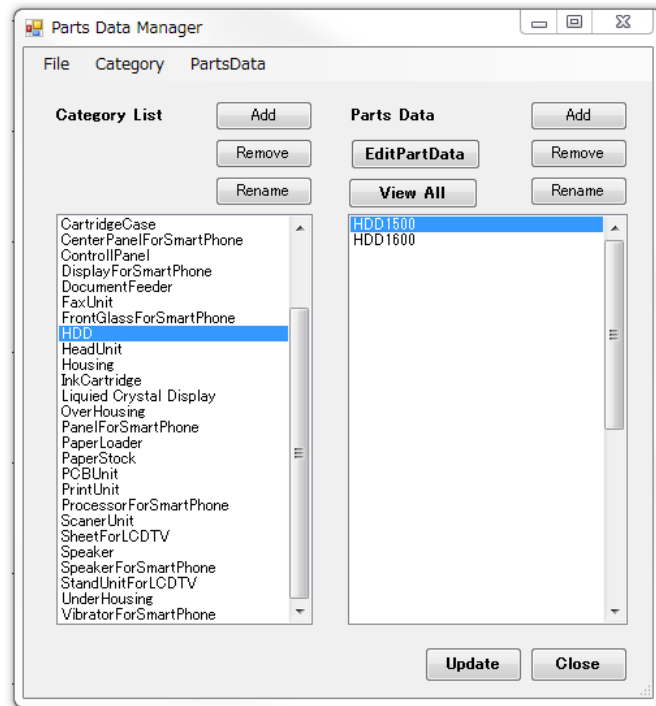 Parts Data Manager
File Category PartsData
Category List Add Parts Data Add
Remove EditPartData Remove
Rename View All Rename
CartridgeCase
CenterPanelForSmartPhone
ControllPanel
DisplayForSmartPhone
DocumentFeeder
FaxUnit
FrontGlassForSmartPhone
HDD
HeadUnit
Housing
InkCartridge
Liquied Crystal Display
OverHousing
PanelForSmartPhone
PaperLoader
PaperStock
PCBUnit
PrintUnit
ProcessorForSmartPhone
ScanerUnit
SheetForLCDTV
Speaker
SpeakerForSmartPhone
StandUnitForLCDTV
UnderHousing
VibratorForSmartPhone
HDD1500
HDD1600
Update Close